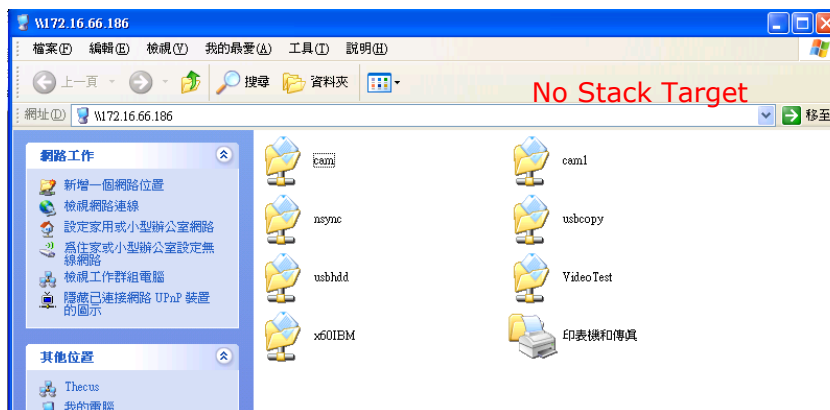 \\172.16.66.186
檔案(F) 編輯(E) 檢視(V) 我的最愛(A) 工具(T) 說明(H)
上一頁 搜尋 資料夾
No Stack Target
網址(D) \\172.16.66.186 移至
網路工作
新增一個網路位置
檢視網路連線
設定家用或小型辦公室網路
為住家或小型辦公室設定無
線網路
檢視工作群組電腦
隱藏已連接網路 UPnP 裝置
的圖示
其他位置
Thecus
我的電腦
cam
cam1
nsync
usbcopy
usbhdd
VideoTest
x60IBM
印表機和傳真